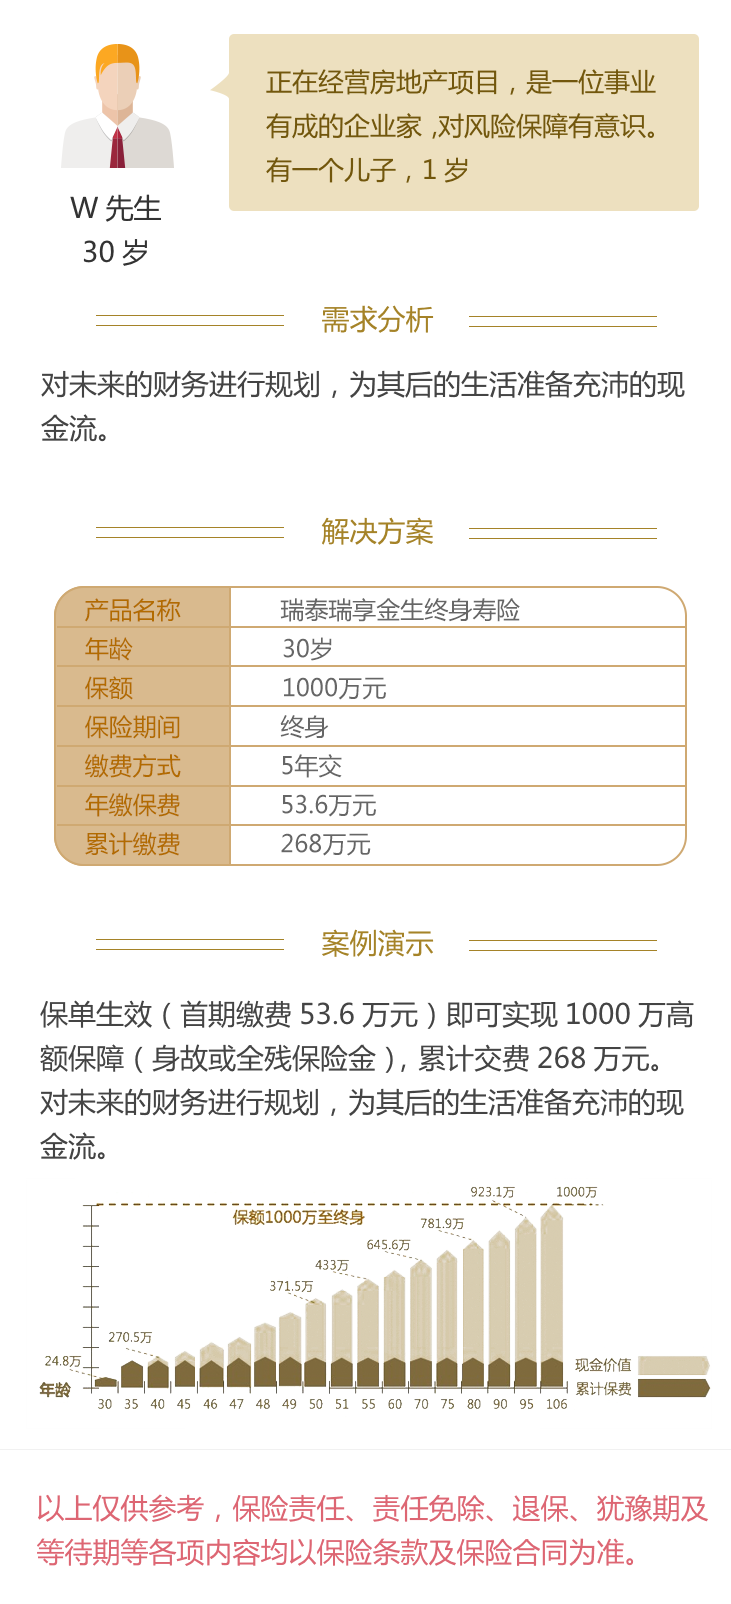 正在经营房地产项目，是一位事业
有成的企业家，对风险保障有意识。
有一个儿子，1 岁
W 先生
30 岁
需求分析
对未来的财务进行规划，为其后的生活准备充沛的现
金流。
解决方案
产品名称 瑞泰瑞享金生终身寿险
年龄 30岁
保额 1000万元
保险期间 终身
缴费方式 5年交
年缴保费 53.6万元
累计缴费 268万元
案例演示
保单生效（首期缴费 53.6 万元）即可实现 1000 万高
额保障（身故或全残保险金），累计交费 268 万元。
对未来的财务进行规划，为其后的生活准备充沛的现
金流。
923.1万 1000万
保额1000万至终身
781.9万
645.6万
433万
371.5万
270.5万
24.8万
现金价值
累计保费
年龄
30 35 40 45 46 47 48 49 50 51 55 60 70 75 80 90 95 106
以上仅供参考，保险责任、责任免除、退保、犹豫期及
等待期等各项内容均以保险条款及保险合同为准。